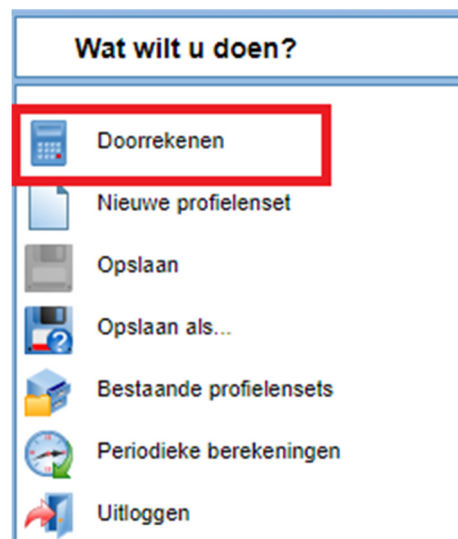 Wat wilt u doen?
Doorrekenen
Nieuwe profielenset
Opslaan
Opslaan als...
Bestaande profielensets
Periodieke berekeningen
Uitloggen